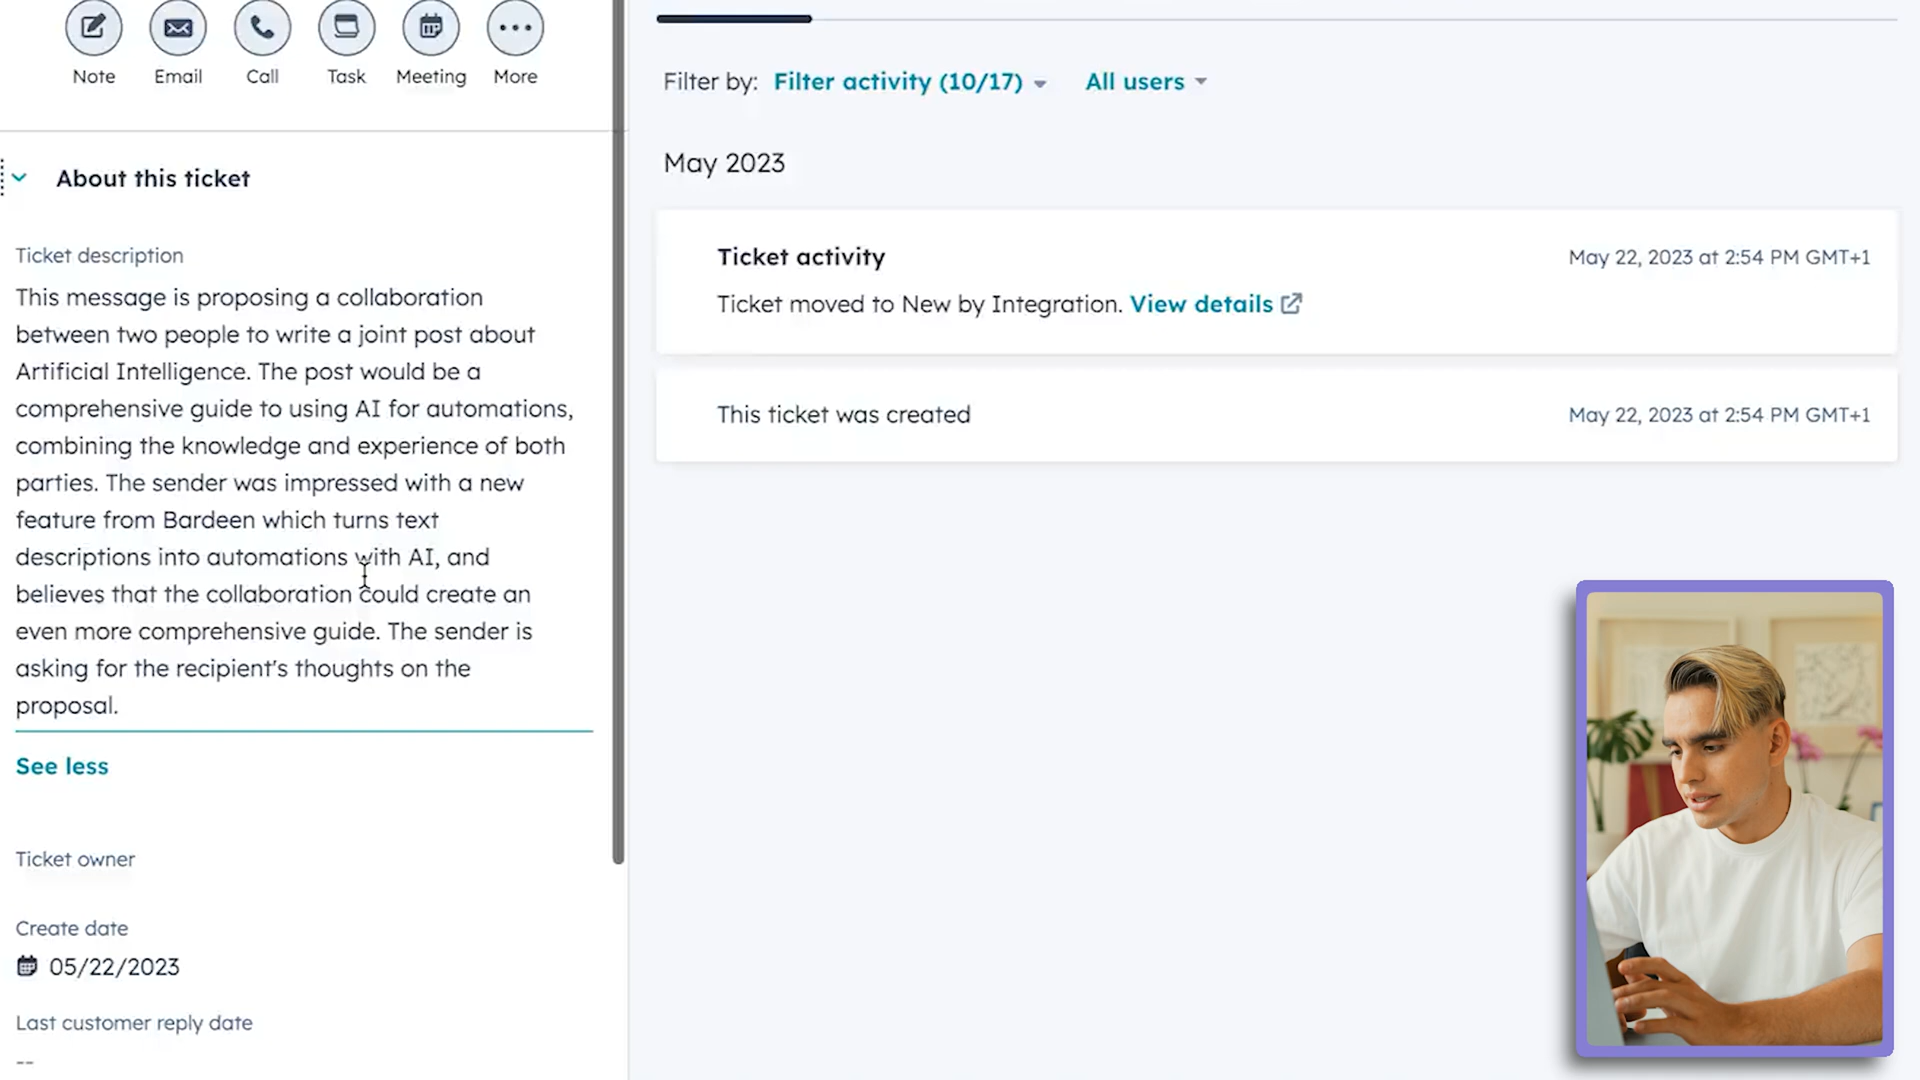 Note Email Call Task Meeting More
About this ticket
Ticket description
This message is proposing a collaboration
between two people to write a joint post about
Artificial Intelligence. The post would be a
comprehensive guide to using AI for automations,
combining the knowledge and experience of both
parties. The sender was impressed with a new
feature from Bardeen which turns text
descriptions into automations with AI, and
believes that the collaboration could create an
even more comprehensive guide. The sender is
asking for the recipient's thoughts on the
proposal.
See less
Ticket owner
Create date
05/22/2023
Last customer reply date
--
Filter by: Filter activity (10/17) All users
May 2023
Ticket activity May 22, 2023 at 2:54 PM GMT+1
Ticket moved to New by Integration. View details
This ticket was created May 22, 2023 at 2:54 PM GMT+1